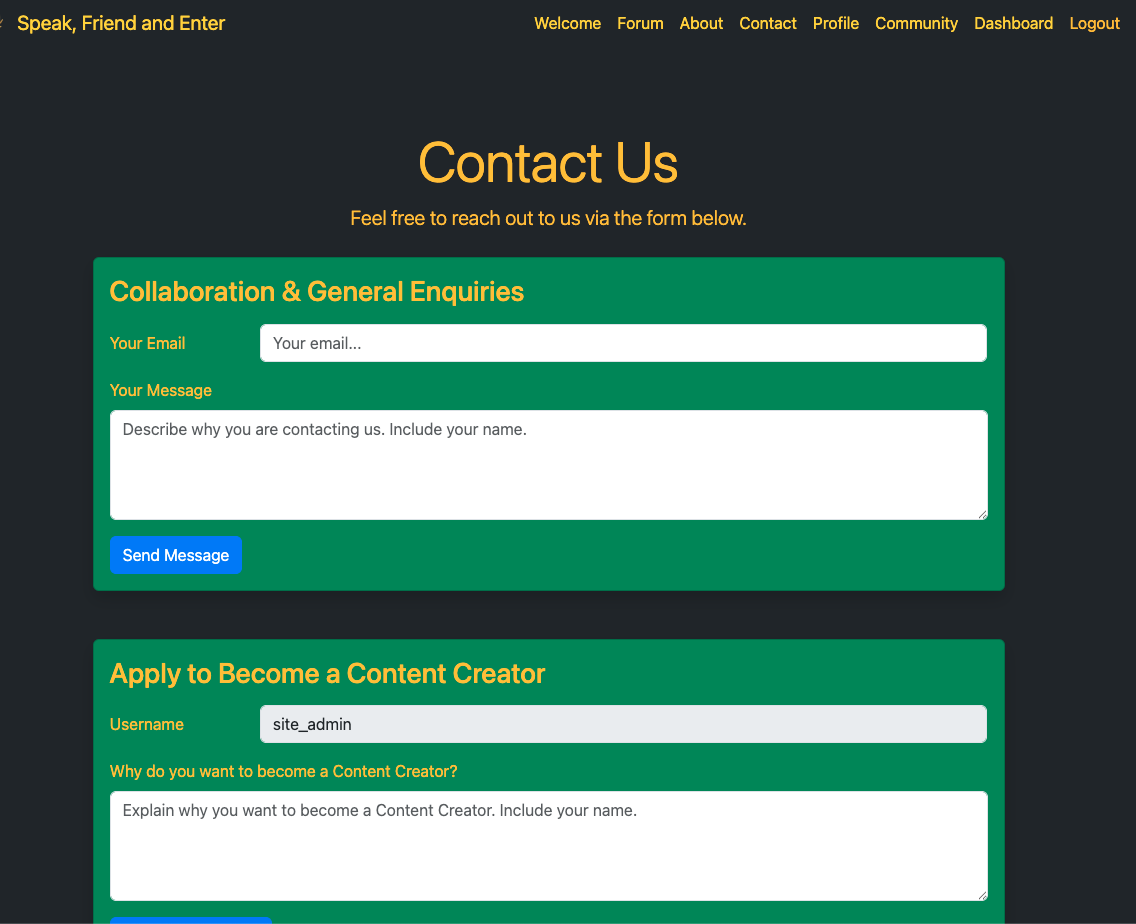 Speak, Friend and Enter
Welcome Forum About Contact Profile Community Dashboard Logout
Contact Us
Feel free to reach out to us via the form below.
Collaboration & General Enquiries
Your Email
Your email...
Your Message
Describe why you are contacting us. Include your name.
Send Message
Apply to Become a Content Creator
Username
site_admin
Why do you want to become a Content Creator?
Explain why you want to become a Content Creator. Include your name.